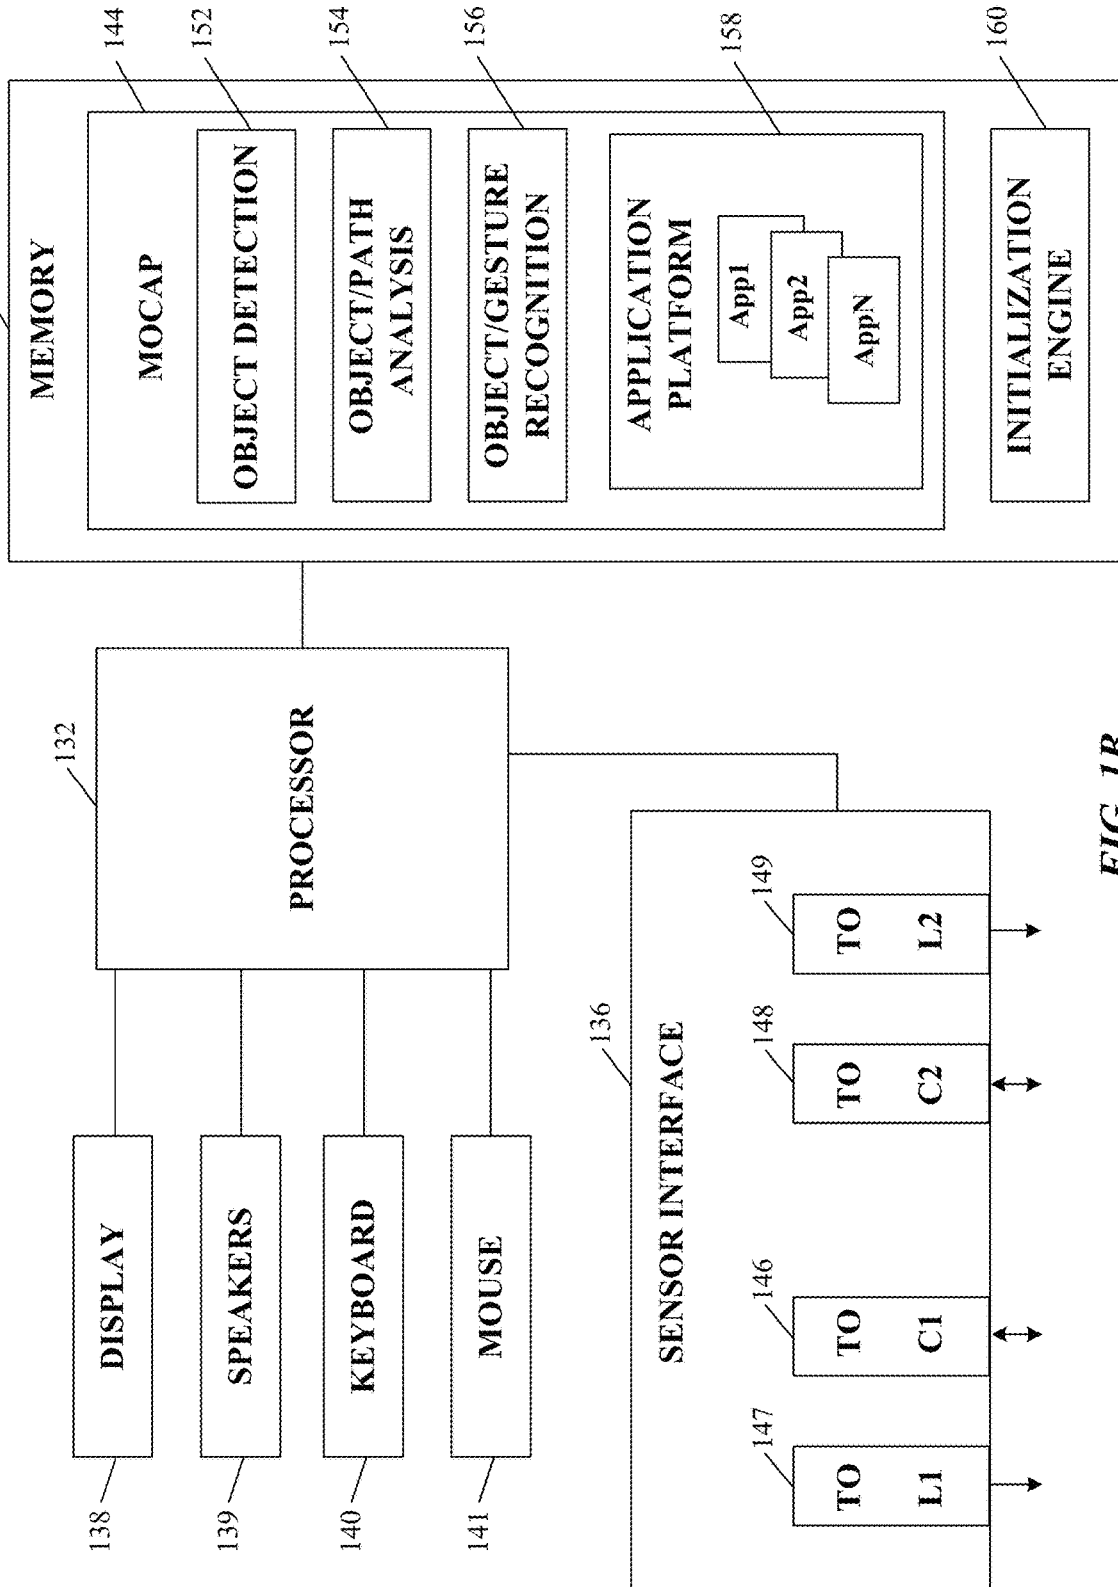 138
DISPLAY
139
SPEAKERS
140
KEYBOARD
141
MOUSE
132
PROCESSOR
MEMORY
144
MOCAP
152
OBJECT DETECTION
154
OBJECT/PATH
ANALYSIS
156
OBJECT/GESTURE
RECOGNITION
158
APPLICATION
PLATFORM
App1
App2
AppN
160
INITIALIZATION
ENGINE
136
SENSOR INTERFACE
147
TO
L1
146
TO
C1
148
TO
C2
149
TO
L2
FIG. 1B